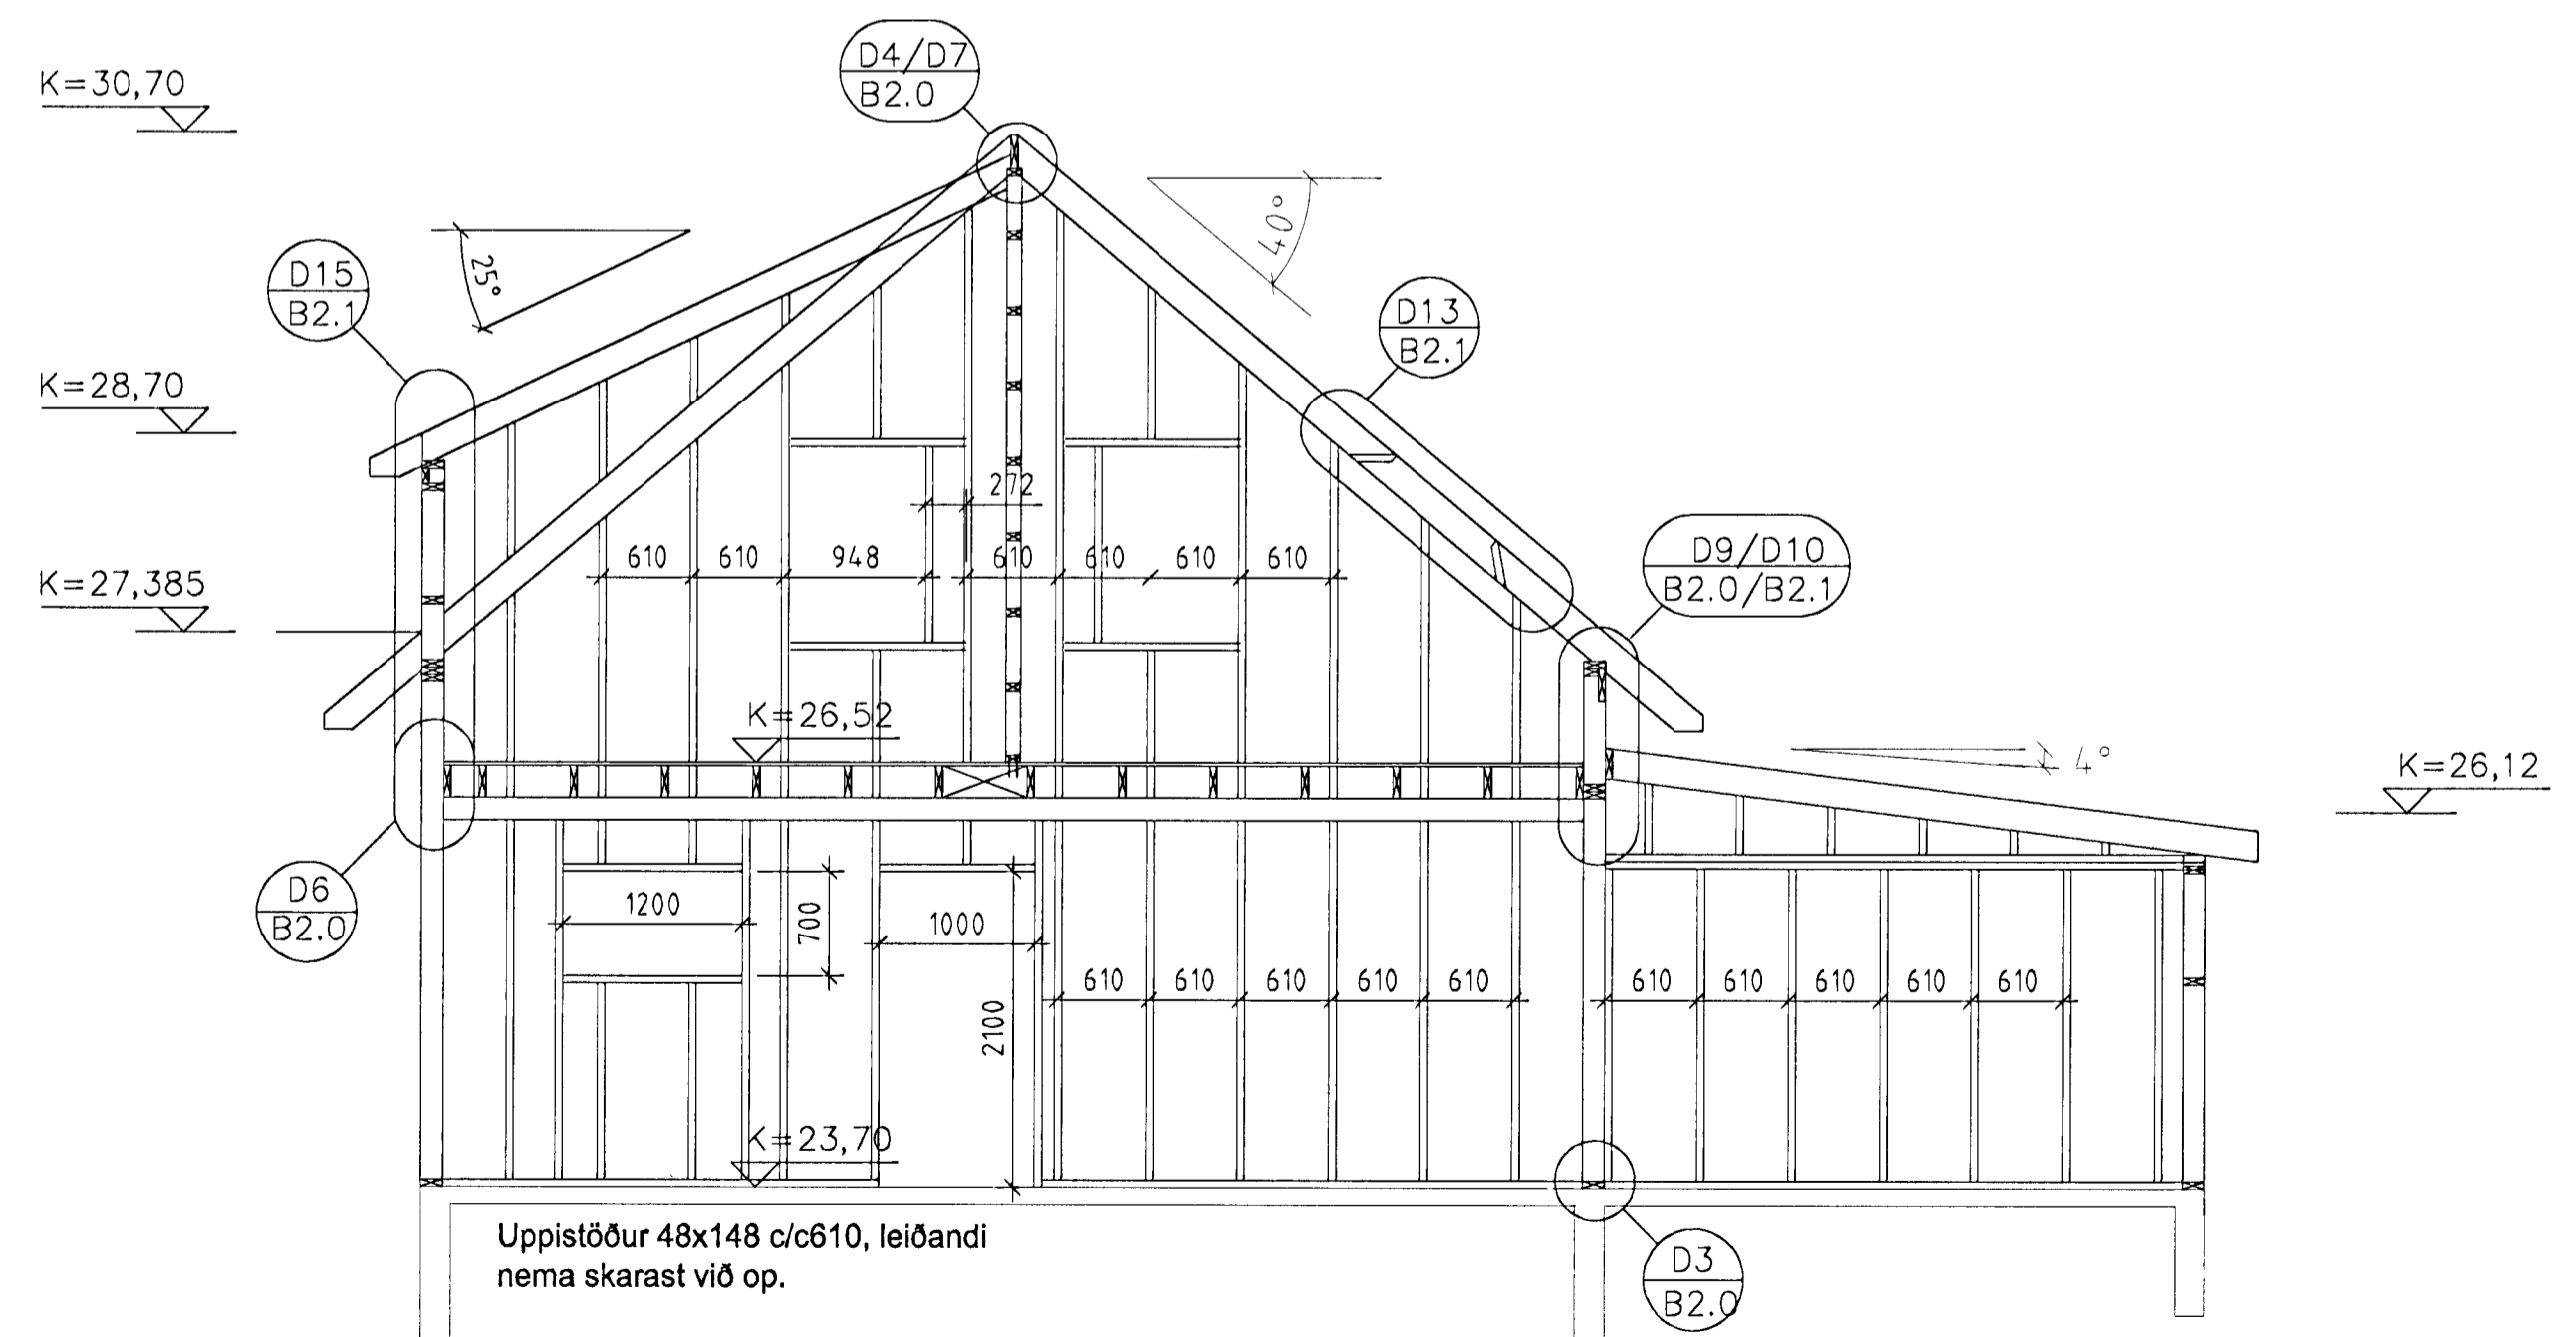 D4/D7
B2.0
K=30,70
40°
25°
D15
B2.1
D13
B2.1
K=28,70
272
K=27,385
610
610
948
610
610
610
610
D9/D10
B2.0/B2.1
K=26,52
4°
K=26,12
D6
B2.0
1200
700
1000
610
610
610
610
610
610
610
610
610
610
2100
K=23,70
Uppistöður 48x148 c/c610, leiðandi
nema skarast við op.
D3
B2.0